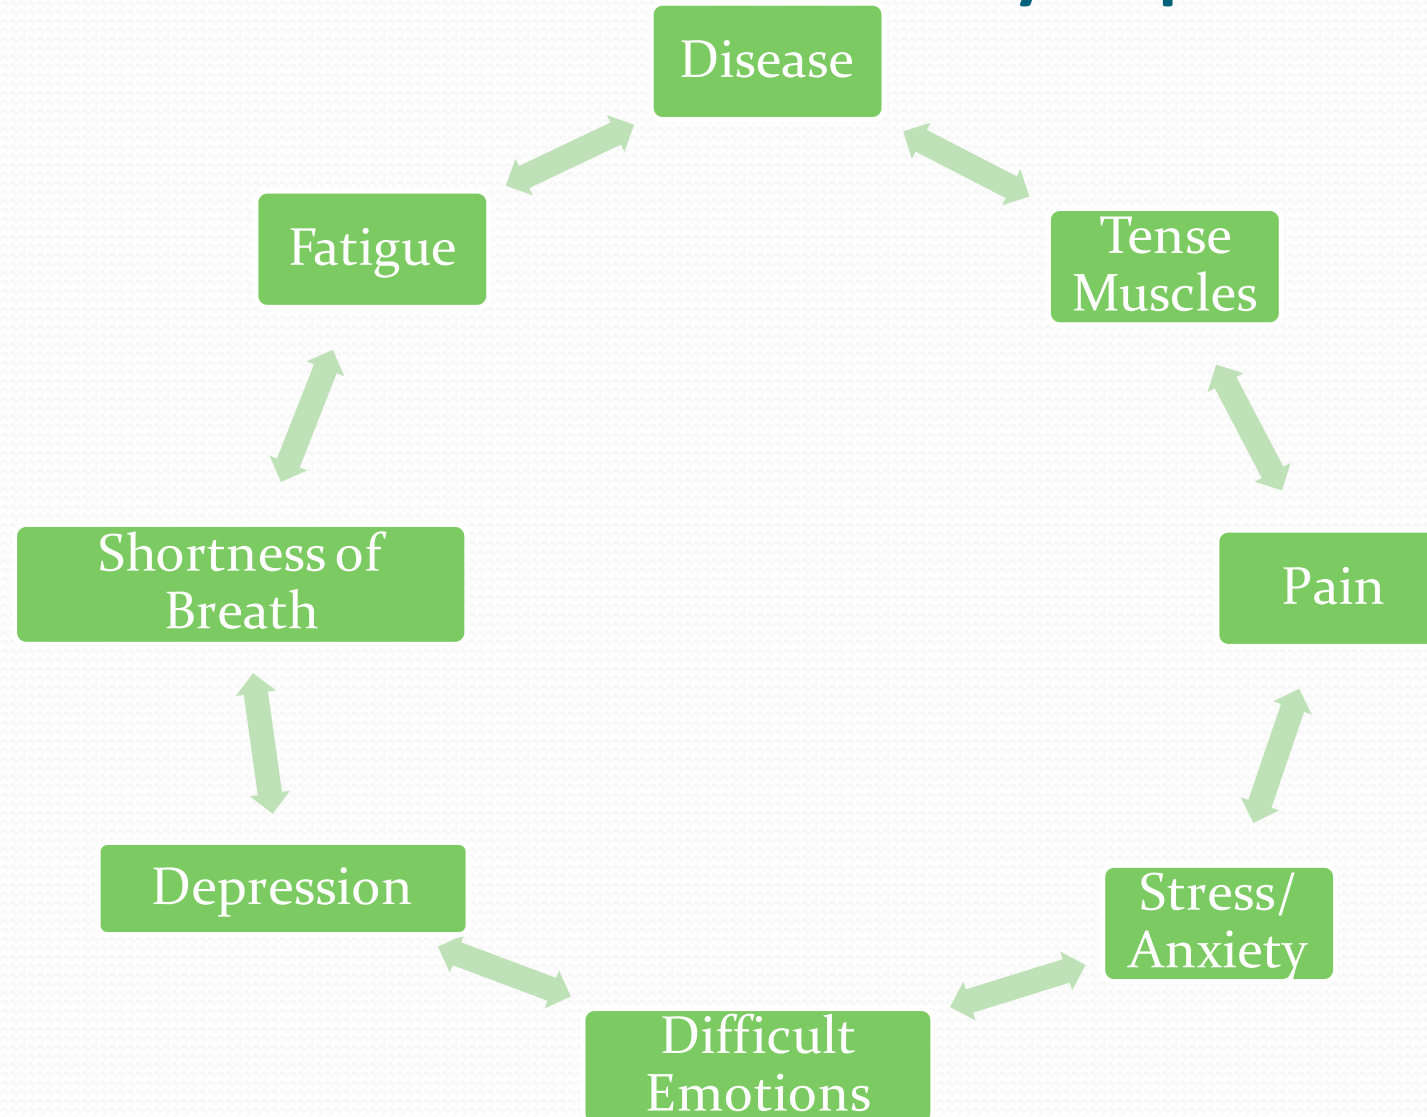 Disease
Tense
Muscles
Pain
Stress/
Anxiety
Difficult
Emotions
Depression
Shortness of
Breath
Fatigue